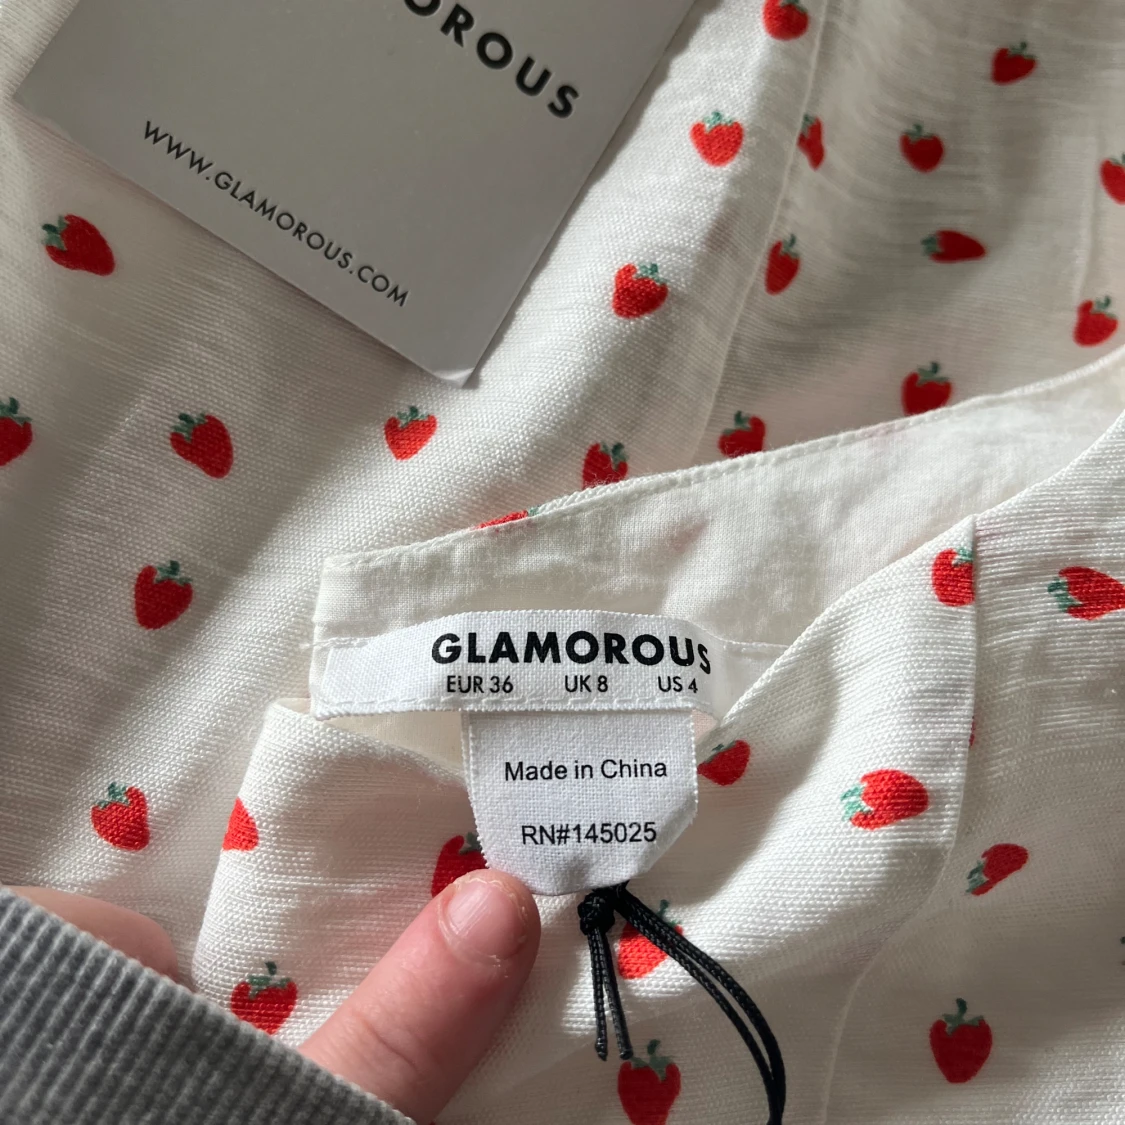 OROUS
WWW.GLAMOROUS.COM
GLAMOROUS
EUR 36 UK 8 US 4
Made in China
RN#145025